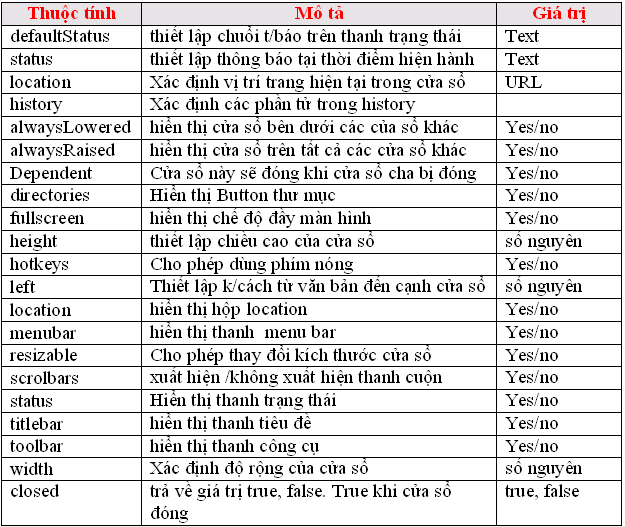 Thuộc tính Mô tả Giá trị
defaultStatus thiết lập chuổi t/báo trên thanh trạng thái Text
status thiết lập thông báo tại thời điểm hiện hành Text
location Xác định vị trí trang hiện tại trong cửa sổ URL
history Xác định các phần tử trong history
alwaysLowered hiển thị cửa sổ bên dưới các của sổ khác Yes/no
alwaysRaised hiển thị cửa sổ trên tất cả các cửa sổ khác Yes/no
Dependent Cửa sổ này sẽ đóng khi cửa sổ cha bị đóng Yes/no
directories Hiển thị Button thư mục Yes/no
fullscreen hiển thị chế độ đầy màn hình Yes/no
height thiết lập chiều cao của cửa sổ số nguyên
hotkeys Cho phép dùng phím nóng Yes/no
left Thiết lập k/cách từ văn bản đến cạnh cửa sổ số nguyên
location hiển thị hộp location Yes/no
menubar hiển thị thanh menu bar Yes/no
resizable Cho phép thay đổi kích thước cửa sổ Yes/no
scrolbars xuất hiện /không xuất hiện thanh cuộn Yes/no
status Hiển thị thanh trạng thái Yes/no
titlebar hiển thị thanh tiêu đề Yes/no
toolbar hiển thị thanh công cụ Yes/no
width Xác định độ rộng của cửa sổ số nguyên
closed trả về giá trị true, false. True khi cửa sổ true, false
đóng